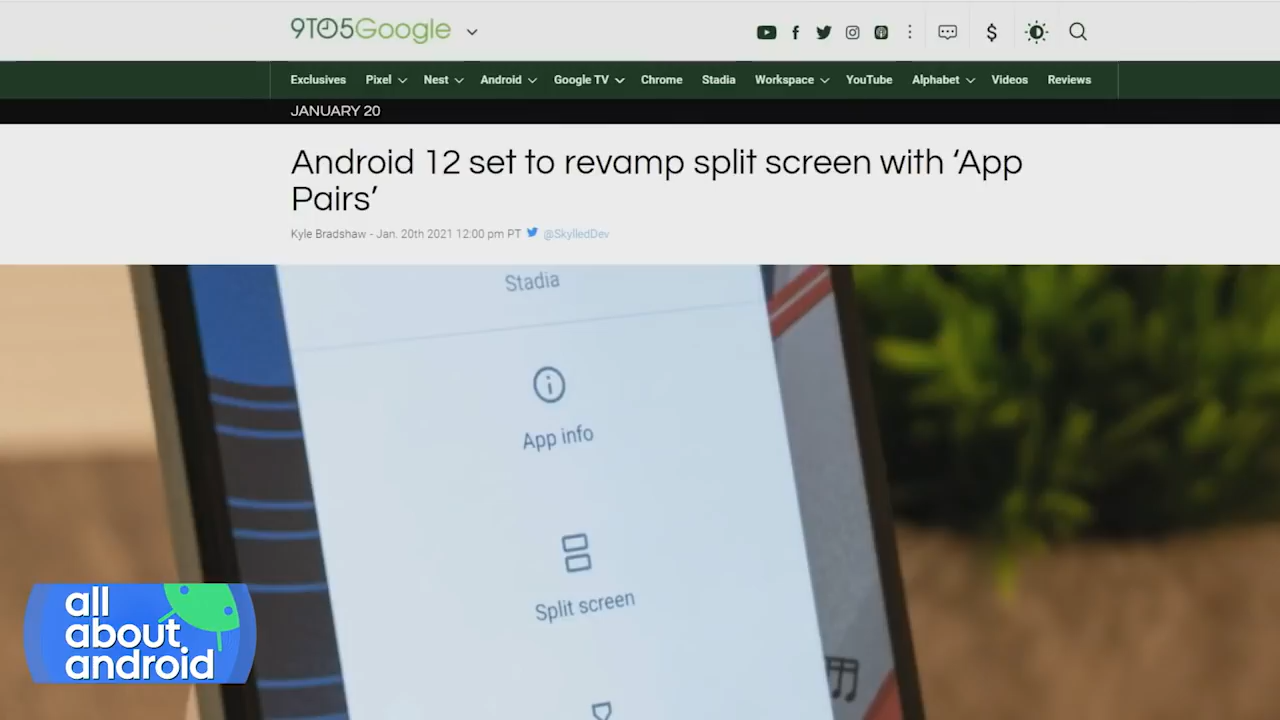 9TO5Google
Exclusives Pixel Nest Android Google TV Chrome Stadia Workspace YouTube Alphabet Videos Reviews
JANUARY 20
Android 12 set to revamp split screen with ‘App
Pairs’
Kyle Bradshaw - Jan. 20th 2021 12:00 pm PT @SkylledDev
Stadia
App info
Split screen
all
about
android